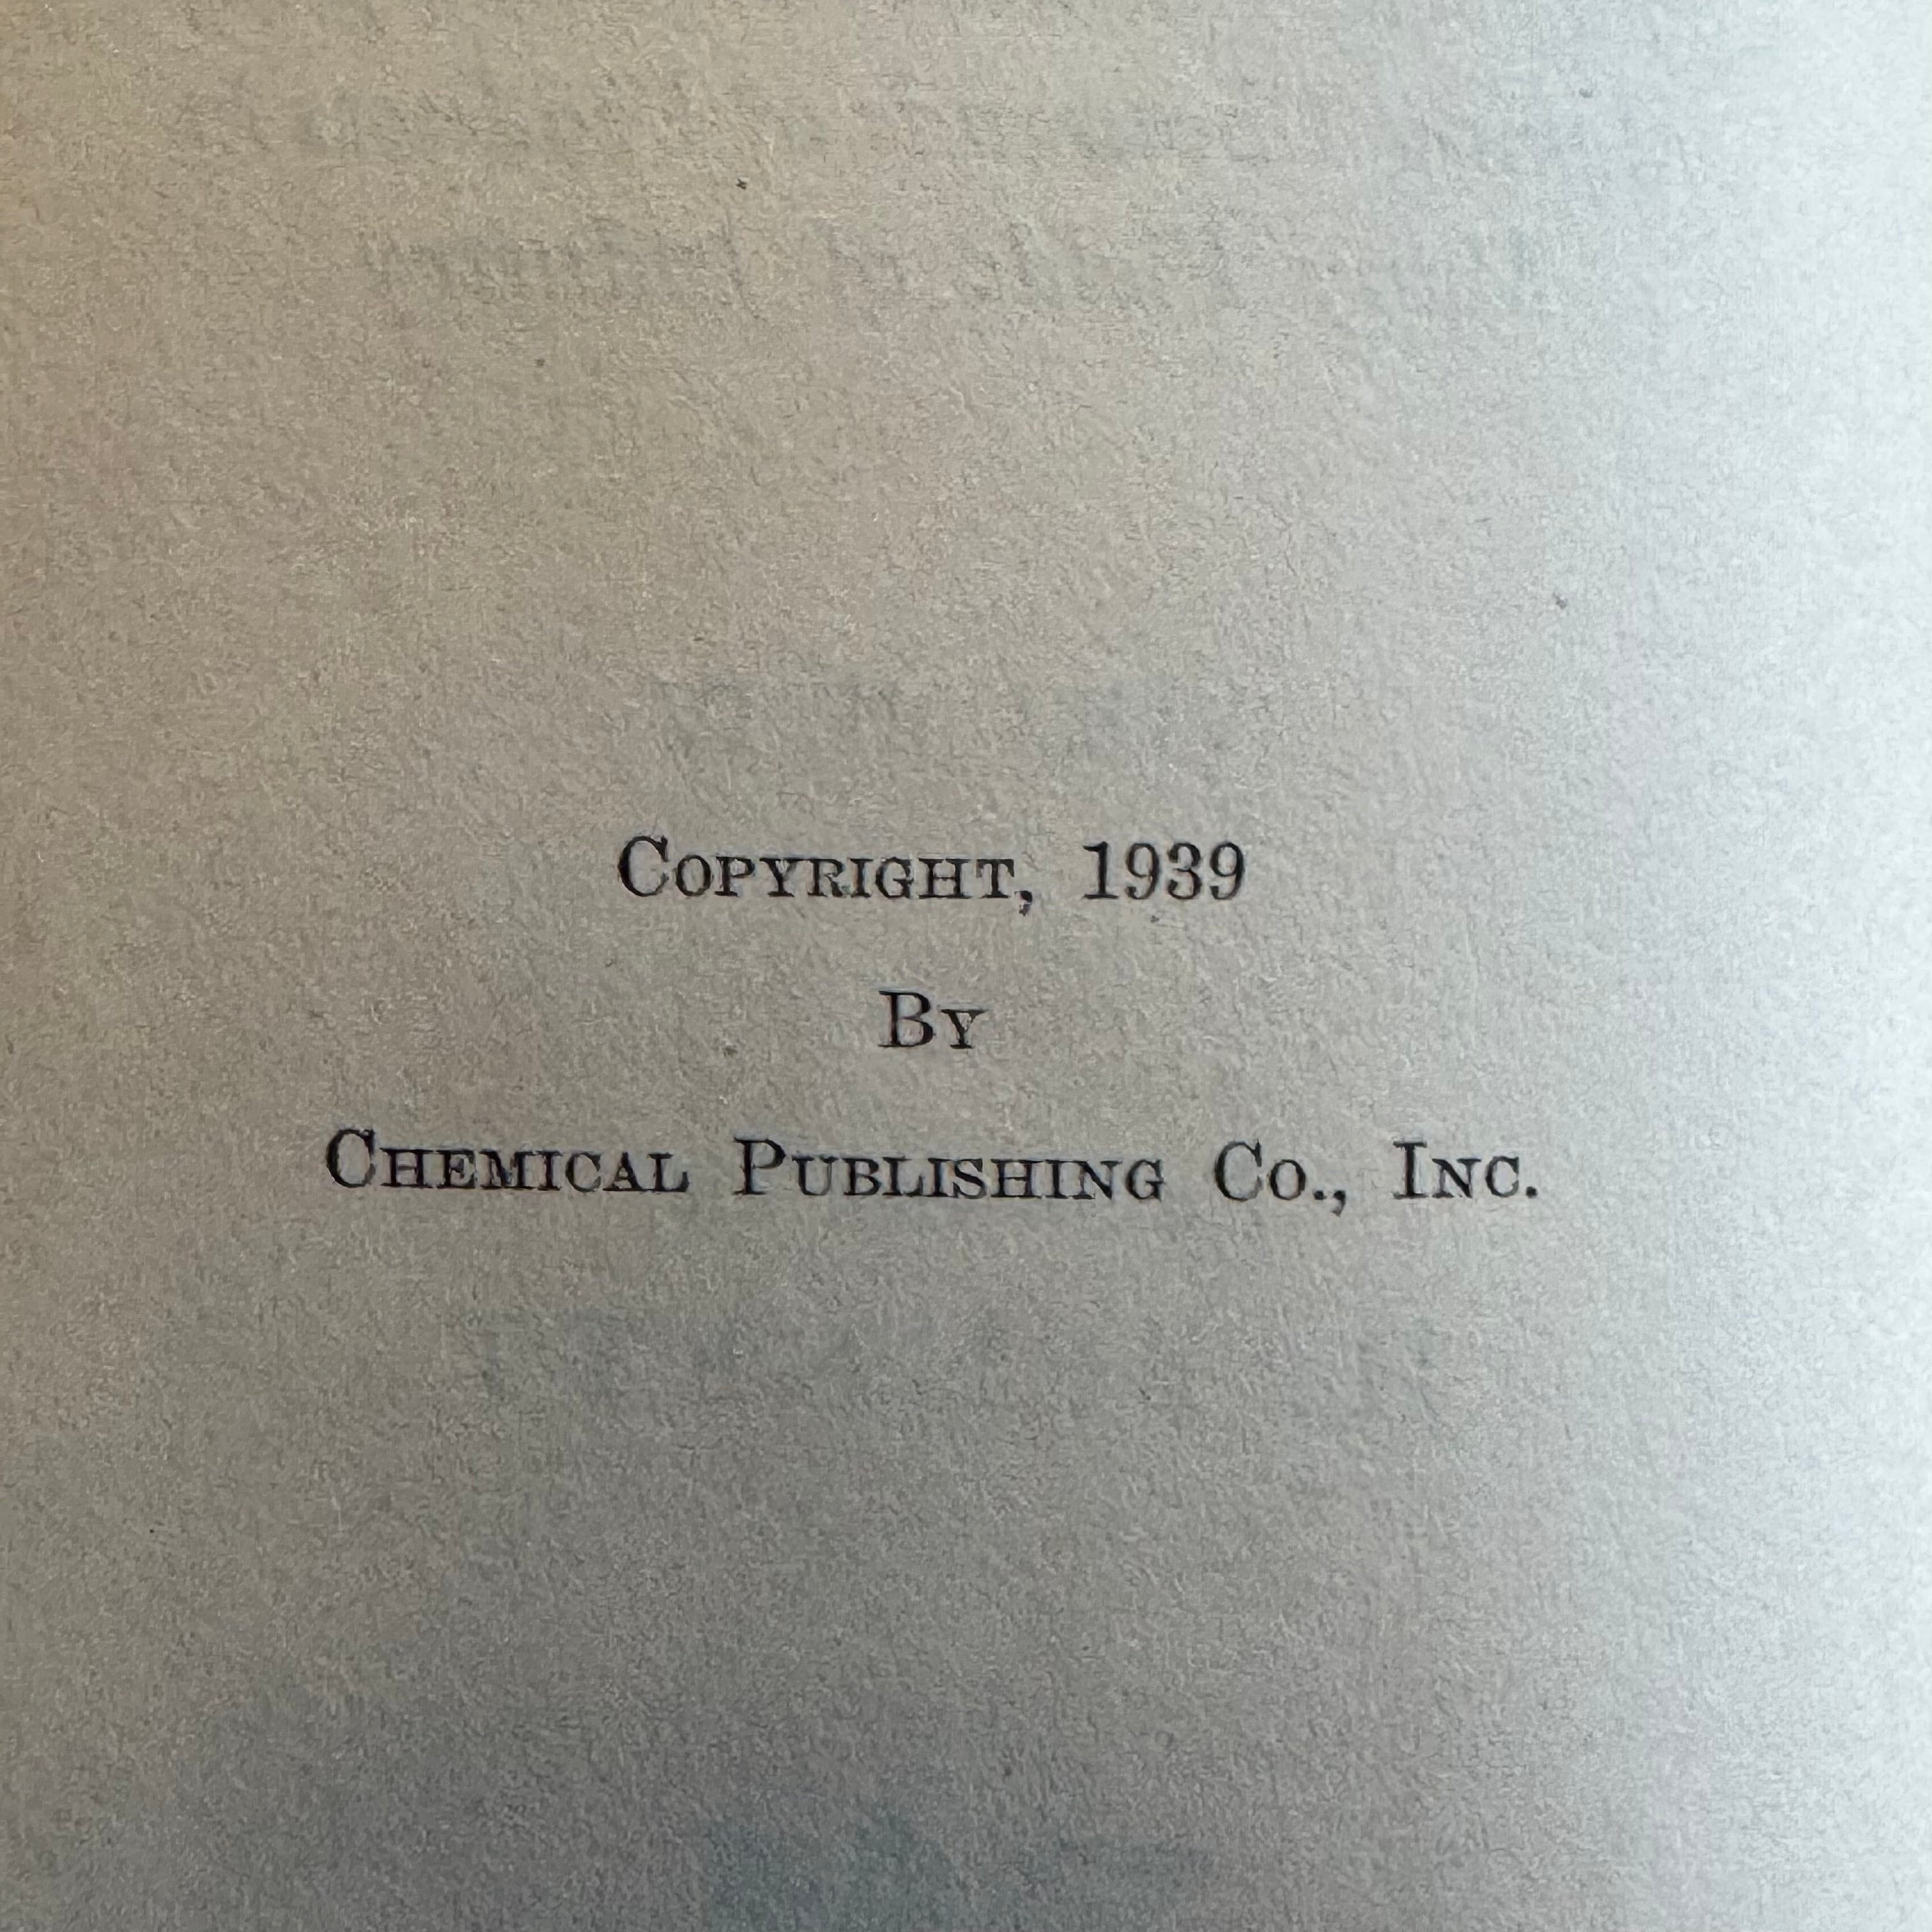 Copyright, 1939
By
Chemical Publishing Co., Inc.